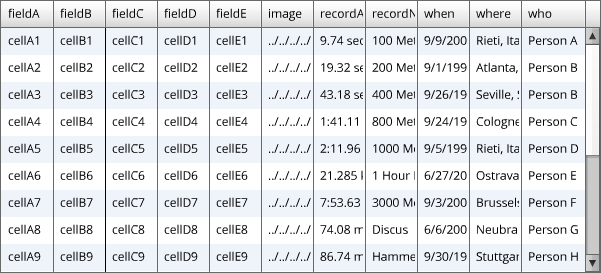 fieldA fieldB fieldC fieldD fieldE image recordA recordN when where who
cellA1 cellB1 cellC1 cellD1 cellE1 ../../../../ 9.74 sec 100 Met 9/9/200 Rieti, Ita Person A
cellA2 cellB2 cellC2 cellD2 cellE2 ../../../../ 19.32 se 200 Met 9/1/199 Atlanta, Person B
cellA3 cellB3 cellC3 cellD3 cellE3 ../../../../ 43.18 se 400 Met 9/26/19 Seville, Person B
cellA4 cellB4 cellC4 cellD4 cellE4 ../../../../ 1:41.11 800 Met 9/24/19 Cologne Person C
cellA5 cellB5 cellC5 cellD5 cellE5 ../../../../ 2:11.96 1000 M 9/5/199 Rieti, Ita Person D
cellA6 cellB6 cellC6 cellD6 cellE6 ../../../../ 21.285 k 1 Hour 6/27/20 Ostrava Person E
cellA7 cellB7 cellC7 cellD7 cellE7 ../../../../ 7:53.63 3000 M 9/3/200 Brussels Person F
cellA8 cellB8 cellC8 cellD8 cellE8 ../../../../ 74.08 m Discus 6/6/200 Neubra Person G
cellA9 cellB9 cellC9 cellD9 cellE9 ../../../../ 86.74 m Hamme 9/30/19 Stuttgar Person H